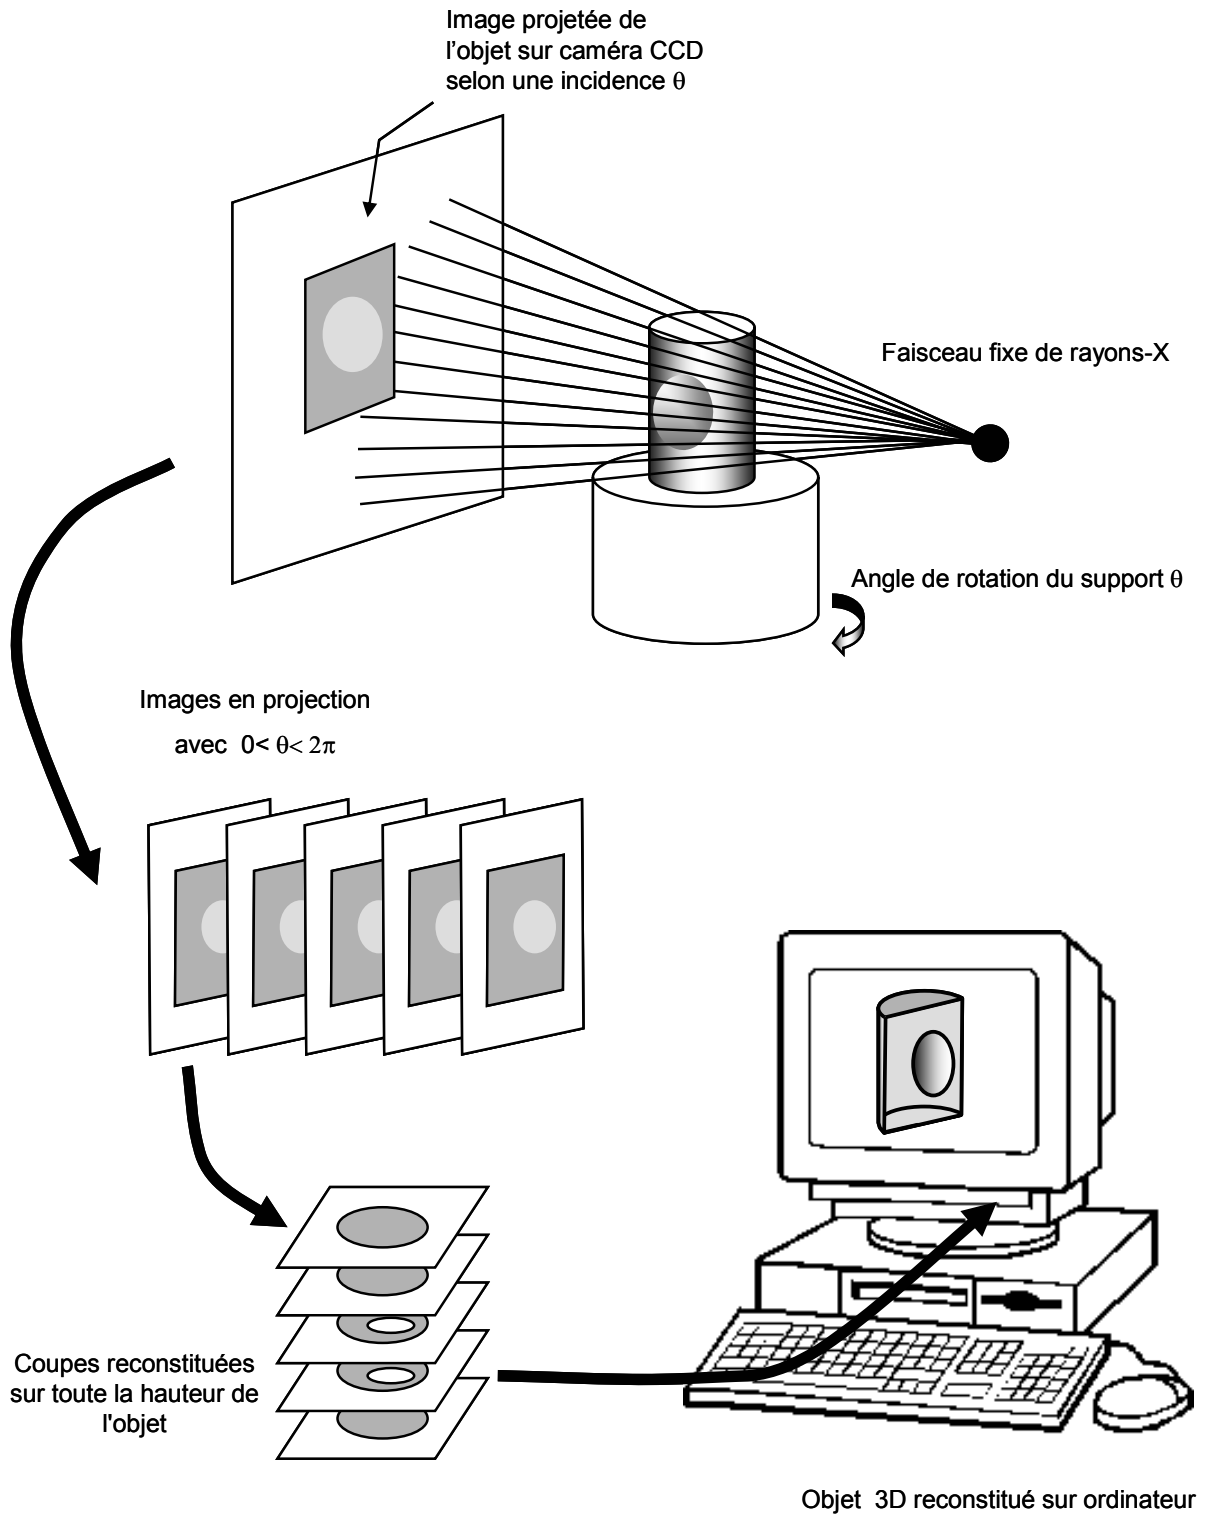 Image projetée de
l'objet sur caméra CCD
selon une incidence θ
Faisceau fixe de rayons-X
Angle de rotation du support θ
Images en projection
avec 0< θ< 2π
Coupes reconstituées
sur toute la hauteur de
l'objet
Objet 3D reconstitué sur ordinateur